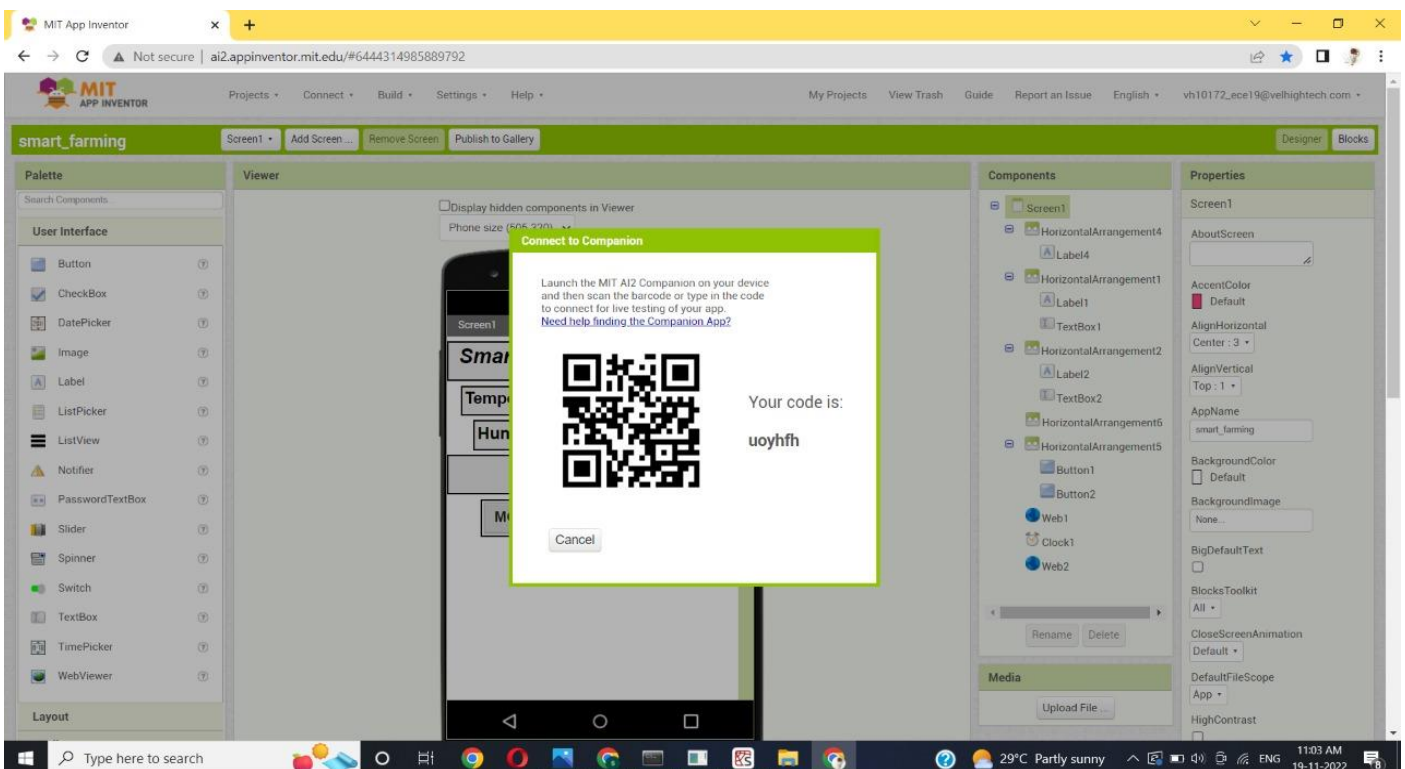 MIT App Inventor
Not secure | ai2.appinventor.mit.edu/#6444314985889792
MIT
APP INVENTOR
Projects Connect Build Settings Help My Projects View Trash Guide Report an Issue English vh10172_ece19@velhightech.com
smart_farming Screen1 Add Screen ... Remove Screen Publish to Gallery Designer Blocks
Palette
Search Components...
User Interface
Button
CheckBox
DatePicker
Image
Label
ListPicker
ListView
Notifier
PasswordTextBox
Slider
Spinner
Switch
TextBox
TimePicker
WebViewer
Layout
Viewer
Display hidden components in Viewer
Phone size (505,320)
Screen1
Smar
Temp
Hun
M
Connect to Companion
Launch the MIT AI2 Companion on your device
and then scan the barcode or type in the code
to connect for live testing of your app.
Need help finding the Companion App?
Your code is:
uoyhfh
Cancel
Components
Screen1
HorizontalArrangement4
Label4
HorizontalArrangement1
Label1
TextBox1
HorizontalArrangement2
Label2
TextBox2
HorizontalArrangement6
HorizontalArrangement5
Button1
Button2
Web1
Clock1
Web2
Rename Delete
Media
Upload File ...
Properties
Screen1
AboutScreen
AccentColor
Default
AlignHorizontal
Center : 3
AlignVertical
Top : 1
AppName
smart_farming
BackgroundColor
Default
BackgroundImage
None...
BigDefaultText
BlocksToolkit
All
CloseScreenAnimation
Default
DefaultFileScope
App
HighContrast
Type here to search
29°C Partly sunny
ENG
11:03 AM
19-11-2022